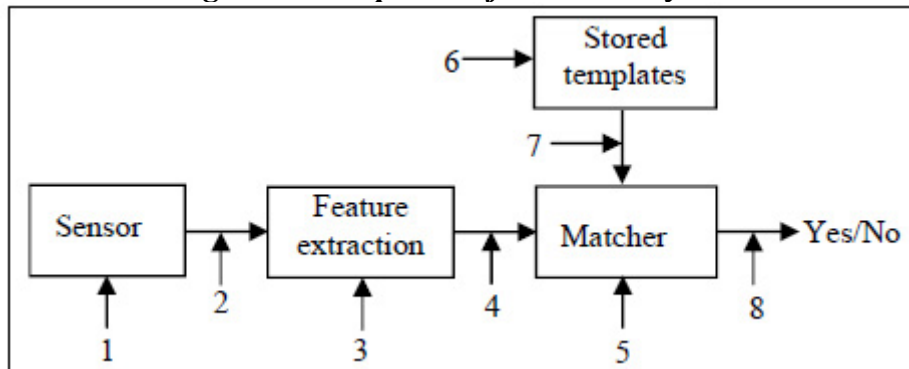 Stored
templates
6
7
Sensor
Feature
extraction
Matcher
Yes/No
2
4
8
1
3
5